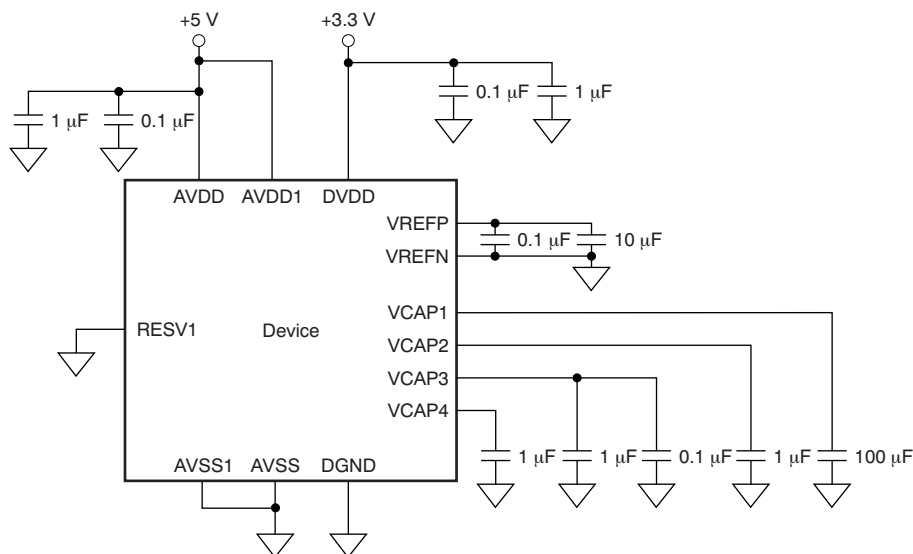 +5 V
+3.3 V
1 μF
0.1 μF
0.1 μF
1 μF
AVDD
AVDD1
DVDD
VREFP
VREFN
0.1 μF
10 μF
RESV1
Device
VCAP1
VCAP2
VCAP3
VCAP4
1 μF
1 μF
0.1 μF
1 μF
100 μF
AVSS1
AVSS
DGND